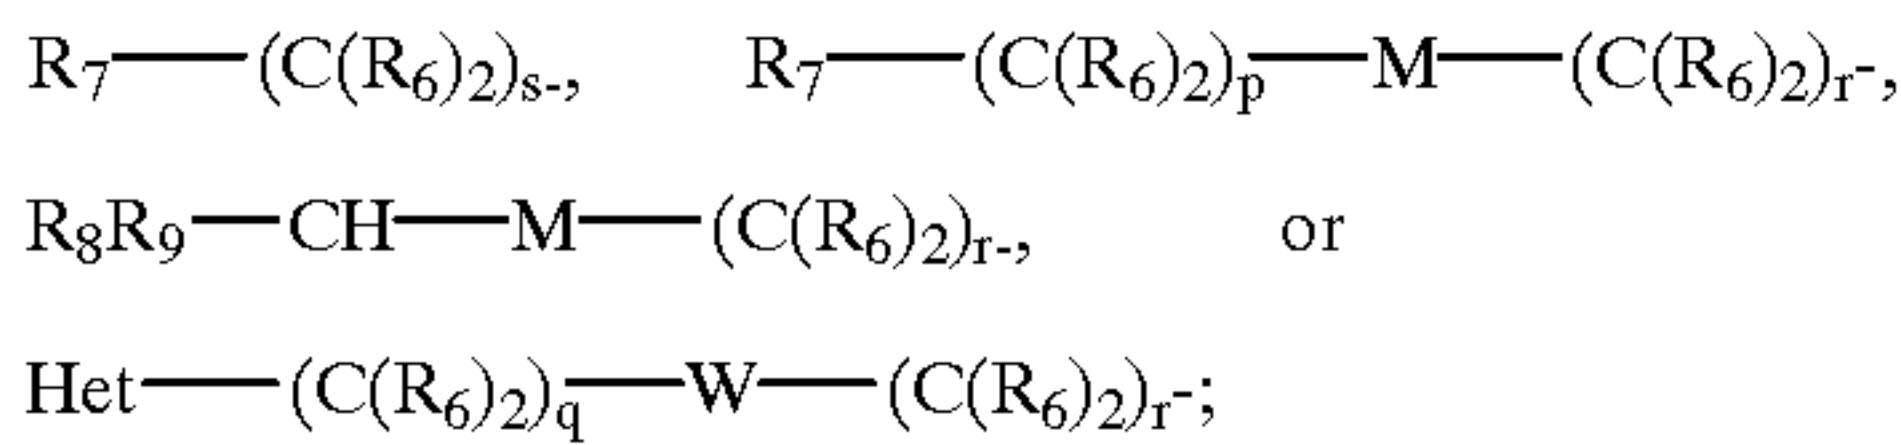 R₇—(C(R₆)₂)ₛ-, R₇—(C(R₆)₂)ₚ—M—(C(R₆)₂)ᵣ-,
R₈R₉—CH—M—(C(R₆)₂)ᵣ-, or
Het—(C(R₆)₂)q—W—(C(R₆)₂)ᵣ-;